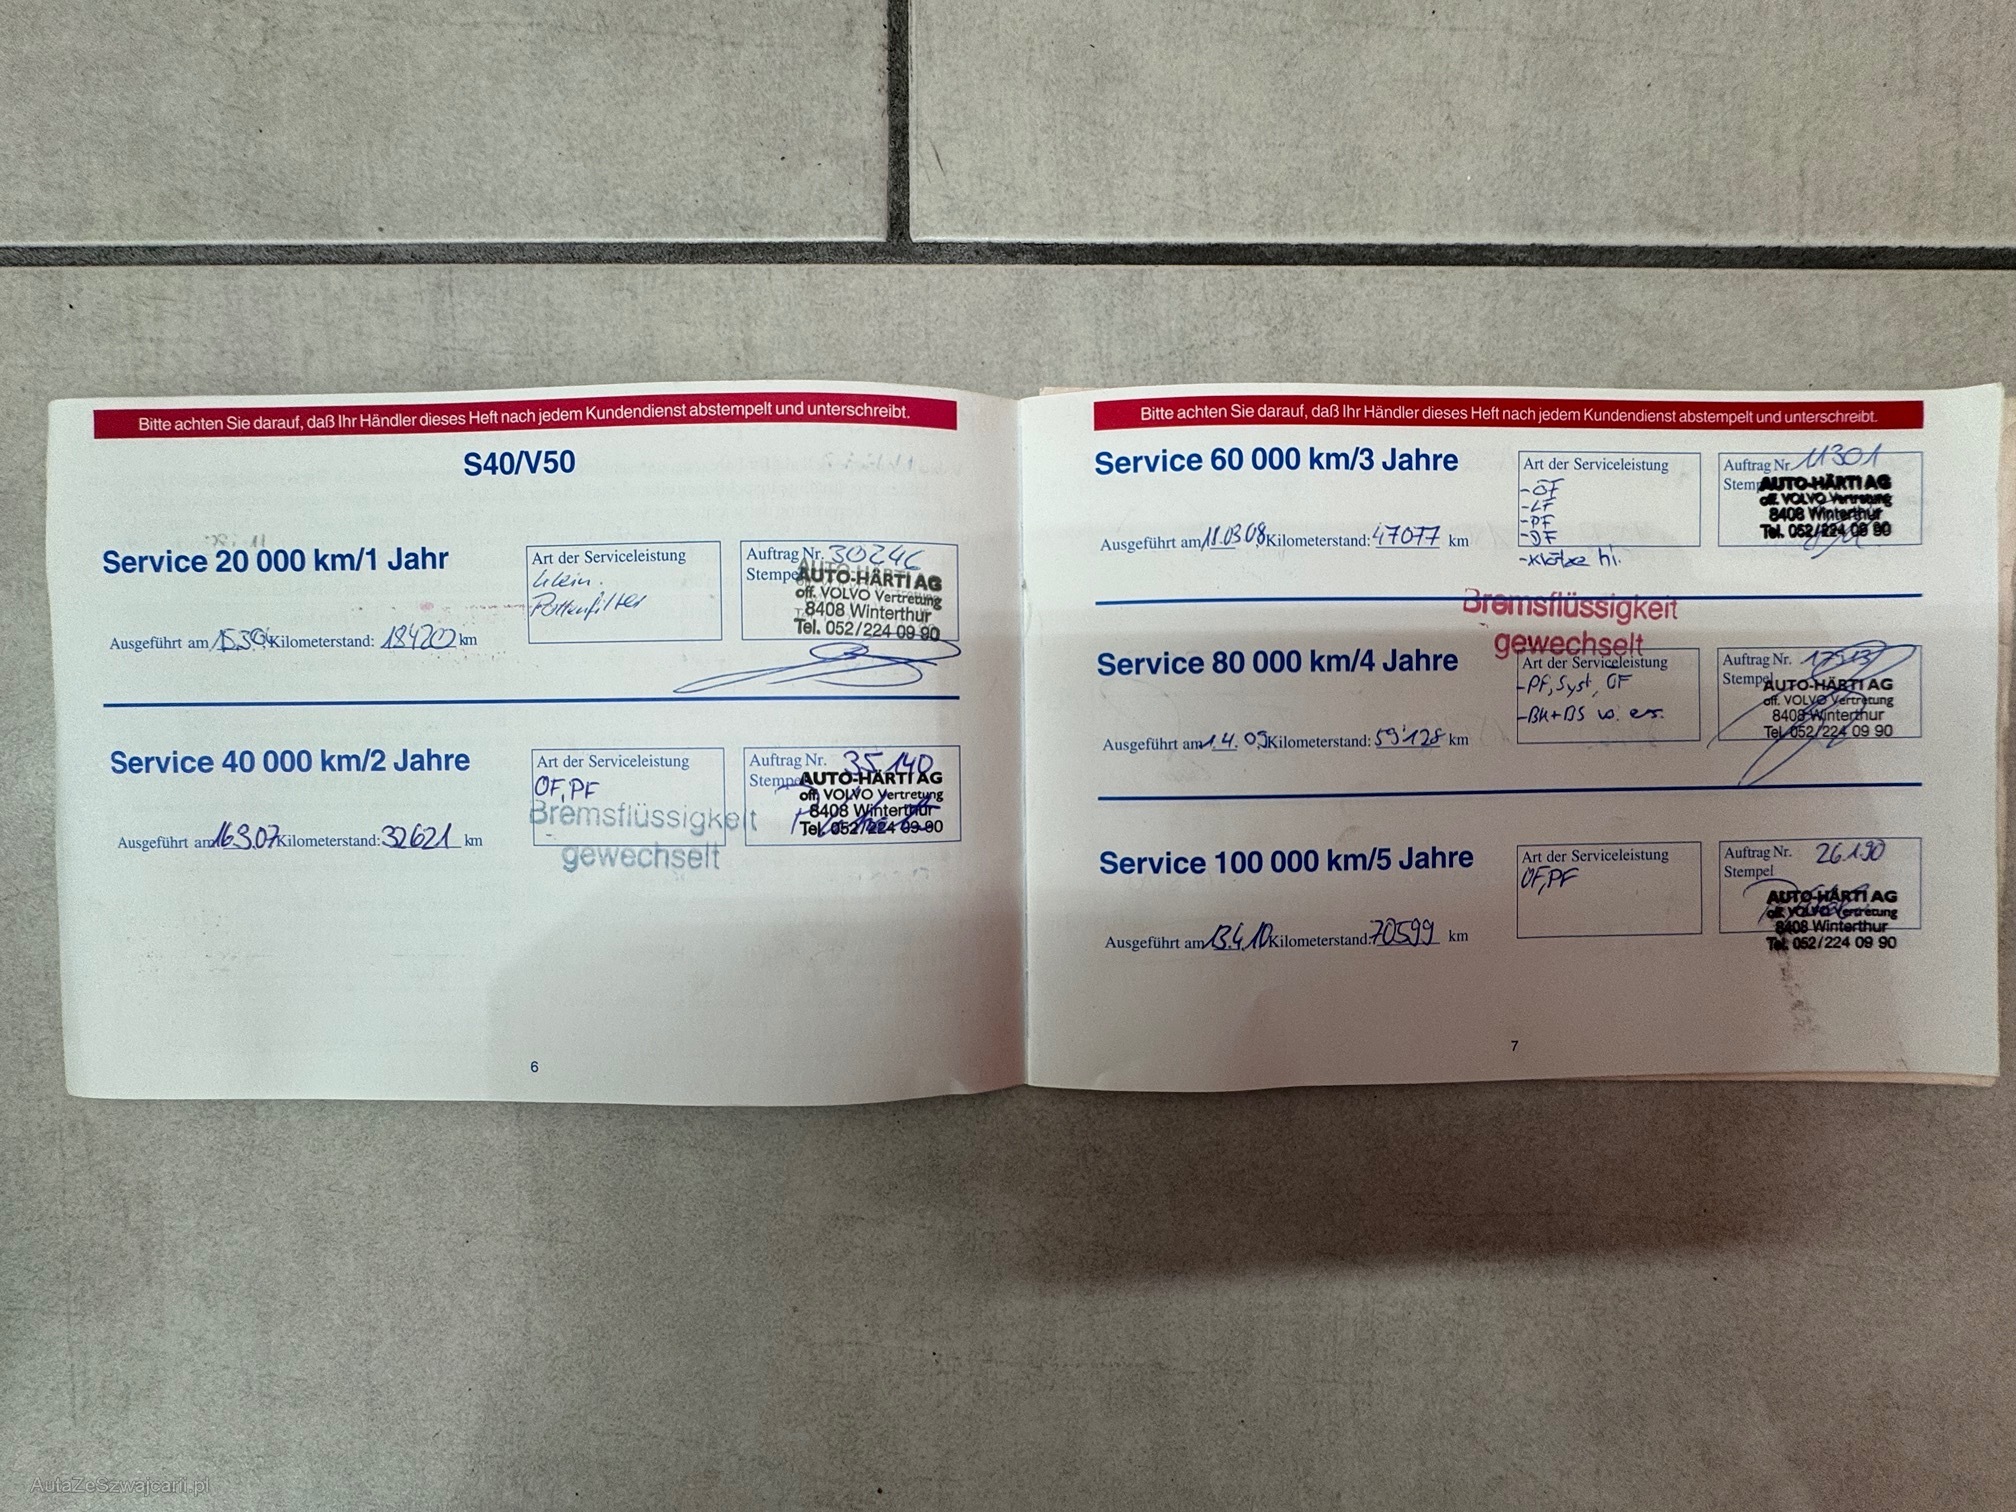 Bitte achten Sie darauf, daß Ihr Händler dieses Heft nach jedem Kundendienst abstempelt und unterschreibt.
S40/V50
Service 20 000 km/1 Jahr
Art der Serviceleistung
Klein.
Pollenfilter
Auftrag Nr. 30246
Stempel
AUTO-HÄRTI AG
off. VOLVO Vertretung
8408 Winterthur
Tel. 052/224 09 90
Ausgeführt am Kilometerstand: 18420 km
Service 40 000 km/2 Jahre
Art der Serviceleistung
ÖF, PF
Bremsflüssigkeit
gewechselt
Auftrag Nr. 35140
Stempel
AUTO-HÄRTI AG
off. VOLVO Vertretung
8408 Winterthur
Tel. 052/224 09 90
Ausgeführt am 16.3.07 Kilometerstand: 32621 km
6
Bitte achten Sie darauf, daß Ihr Händler dieses Heft nach jedem Kundendienst abstempelt und unterschreibt.
Service 60 000 km/3 Jahre
Art der Serviceleistung
-ÖF
-LF
-PF
-DF
-Klötze hi.
Auftrag Nr. 11301
Stempel
AUTO-HÄRTI AG
off. VOLVO Vertretung
8408 Winterthur
Tel. 052/224 09 90
Ausgeführt am 11.03.08 Kilometerstand: 47077 km
Bremsflüssigkeit
gewechselt
Service 80 000 km/4 Jahre
Art der Serviceleistung
-PF, Syst, ÖF
-BK+BS v. ers.
Auftrag Nr.
Stempel
AUTO-HÄRTI AG
off. VOLVO Vertretung
8408 Winterthur
Tel. 052/224 09 90
Ausgeführt am 1.4.09 Kilometerstand: 59'128 km
Service 100 000 km/5 Jahre
Art der Serviceleistung
ÖF, PF
Auftrag Nr. 26190
Stempel
AUTO-HÄRTI AG
off. VOLVO Vertretung
8408 Winterthur
Tel. 052/224 09 90
Ausgeführt am 13.4.10 Kilometerstand: 70599 km
7
AutaZeSzwajcarii.pl